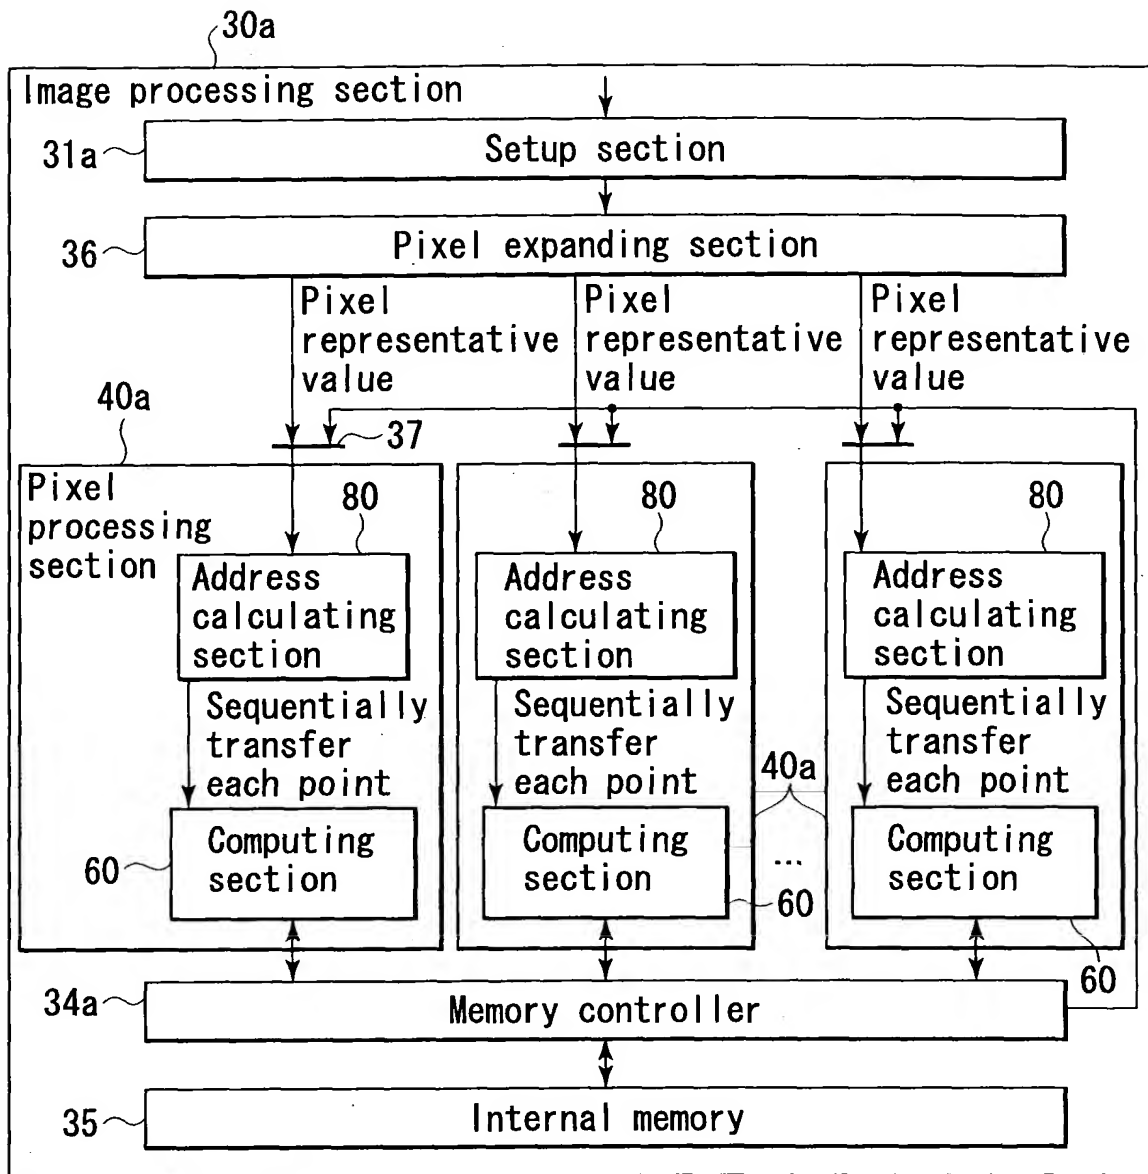 30a
Image processing section
31a
Setup section
36
Pixel expanding section
Pixel
representative
value
Pixel
representative
value
Pixel
representative
value
40a
37
Pixel
processing
section
80
80
80
Address
calculating
section
Address
calculating
section
Address
calculating
section
Sequentially
transfer
each point
Sequentially
transfer
each point
Sequentially
transfer
each point
40a
60
Computing
section
Computing
section
...
Computing
section
60
60
34a
Memory controller
35
Internal memory